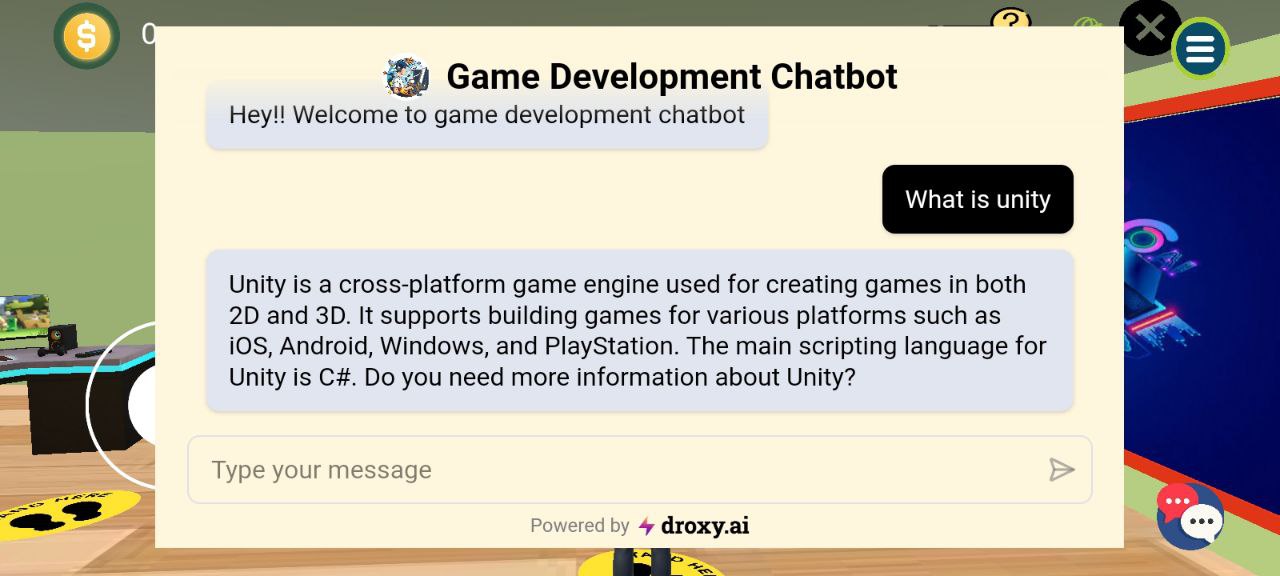 0
?
Game Development Chatbot
Hey!! Welcome to game development chatbot
What is unity
Unity is a cross-platform game engine used for creating games in both
2D and 3D. It supports building games for various platforms such as
iOS, Android, Windows, and PlayStation. The main scripting language for
Unity is C#. Do you need more information about Unity?
Type your message
Powered by droxy.ai